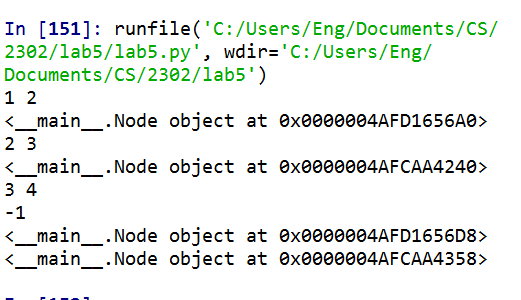 In [151]: runfile('C:/Users/Eng/Documents/CS/
2302/lab5/lab5.py', wdir='C:/Users/Eng/
Documents/CS/2302/lab5')
1 2
<__main__.Node object at 0x0000004AFD1656A0>
2 3
<__main__.Node object at 0x0000004AFCAA4240>
3 4
-1
<__main__.Node object at 0x0000004AFD1656D8>
<__main__.Node object at 0x0000004AFCAA4358>